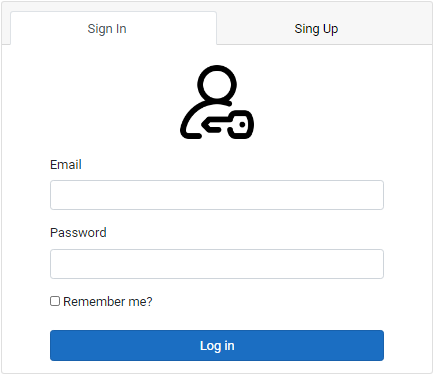 Sign In
Sing Up
Email
Password
Remember me?
Log in